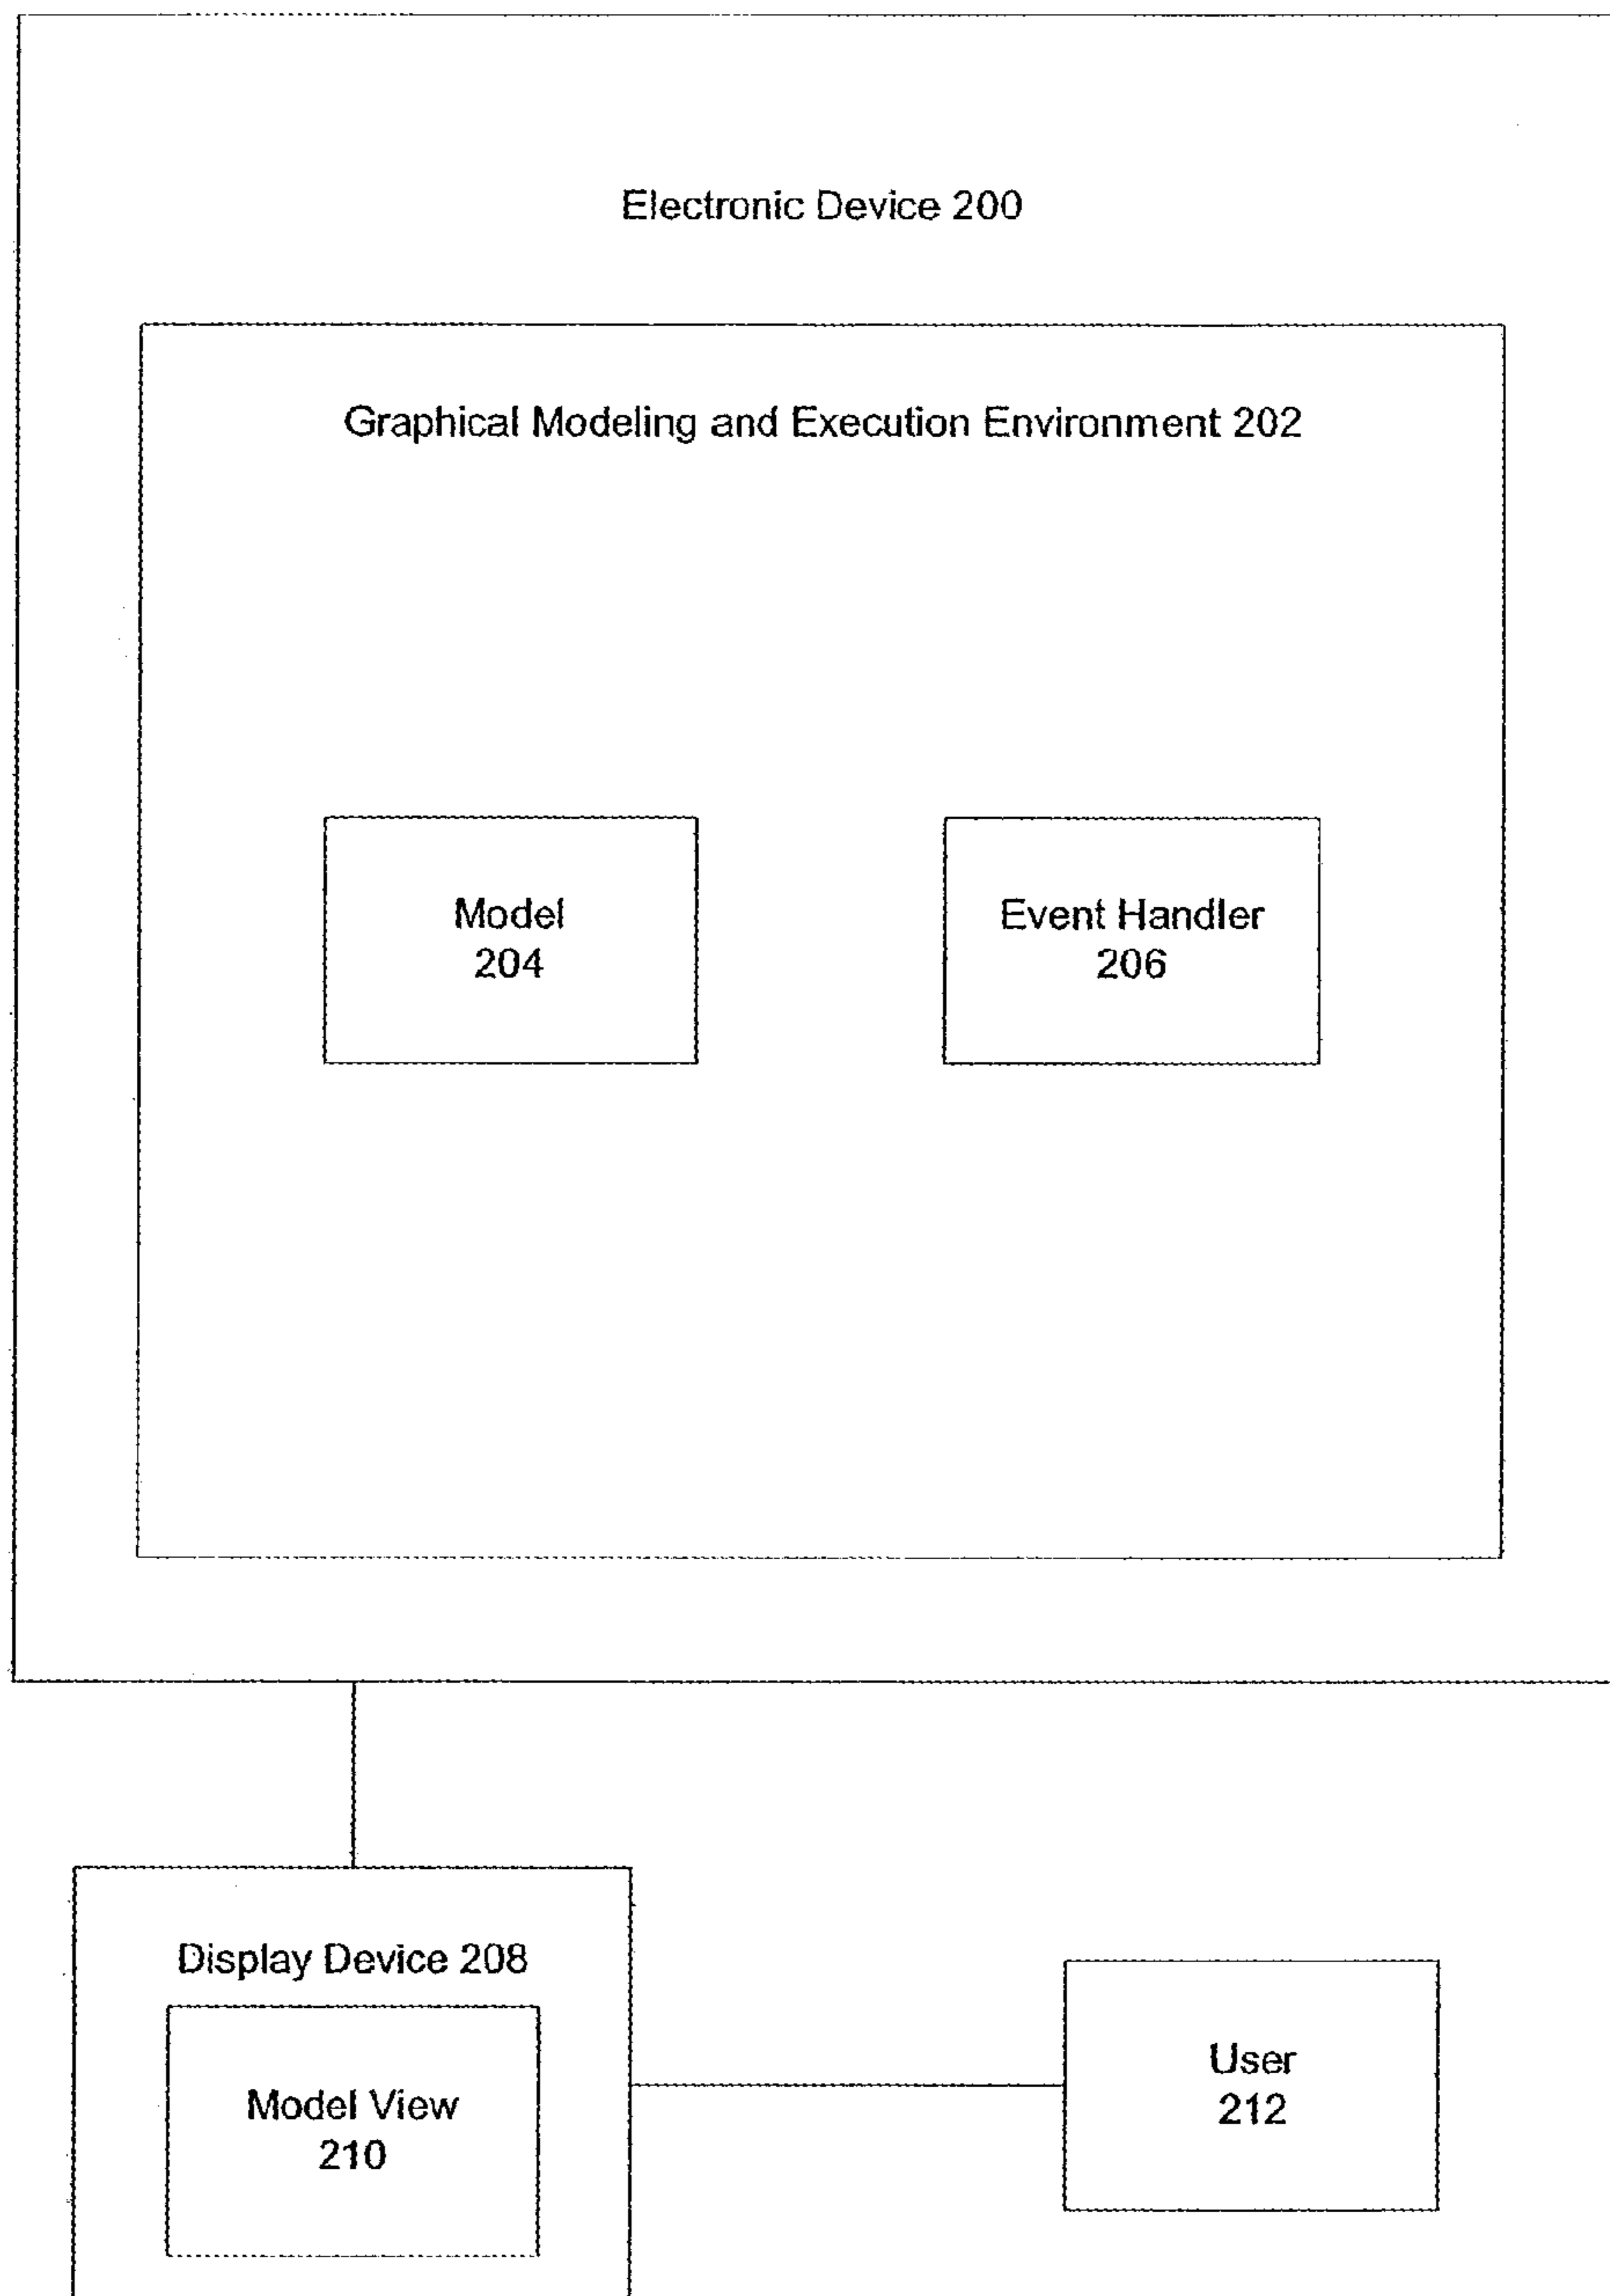 Electronic Device 200
Graphical Modeling and Execution Environment 202
Model
204
Event Handler
206
Display Device 208
Model View
210
User
212